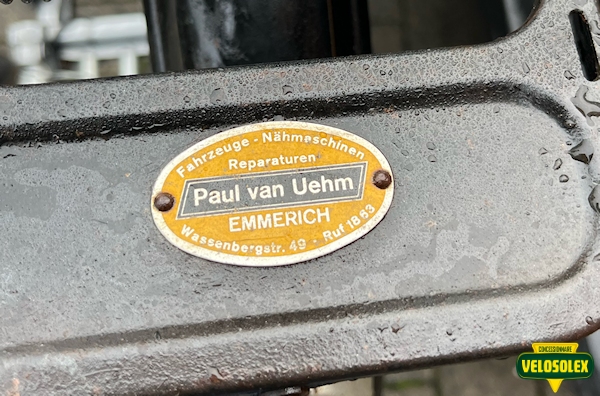 Fahrzeuge - Nähmaschinen
Reparaturen
Paul van Uehm
EMMERICH
Wassenbergstr. 49 - Ruf 1863
CONCESSIONNAIRE
VELOSOLEX